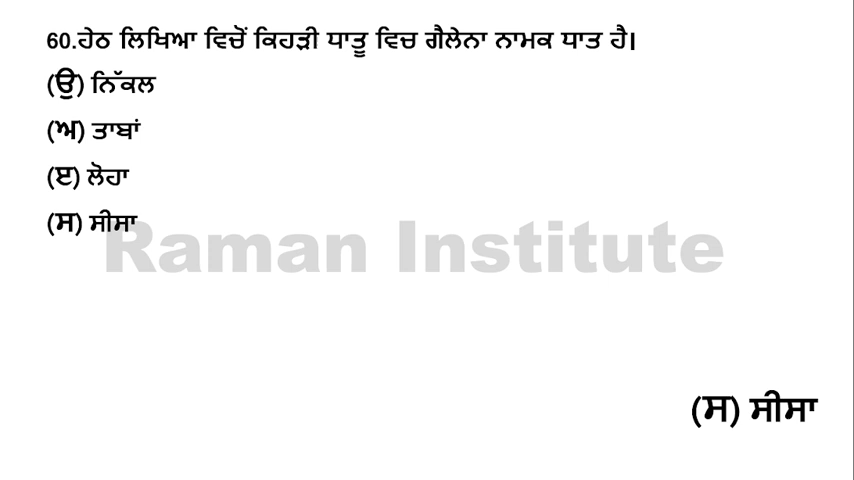 60.ਹੇਠ ਲਿਖਿਆ ਵਿਚੋਂ ਕਿਹੜੀ ਧਾਤੂ ਵਿਚ ਗੈਲੇਨਾ ਨਾਮਕ ਧਾਤ ਹੈ।
(ਉ) ਨਿੱਕਲ
(ਅ) ਤਾਬਾਂ
(ੲ) ਲੋਹਾ
(ਸ) ਸੀਸਾ
Raman Institute
(ਸ) ਸੀਸਾ